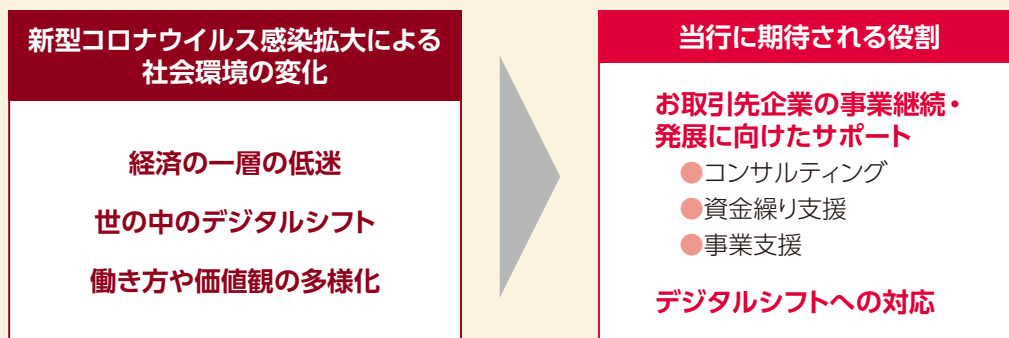 新型コロナウイルス感染拡大による
社会環境の変化
経済の一層の低迷
世の中のデジタルシフト
働き方や価値観の多様化
当行に期待される役割
お取引先企業の事業継続・
発展に向けたサポート
●コンサルティング
●資金繰り支援
●事業支援
デジタルシフトへの対応